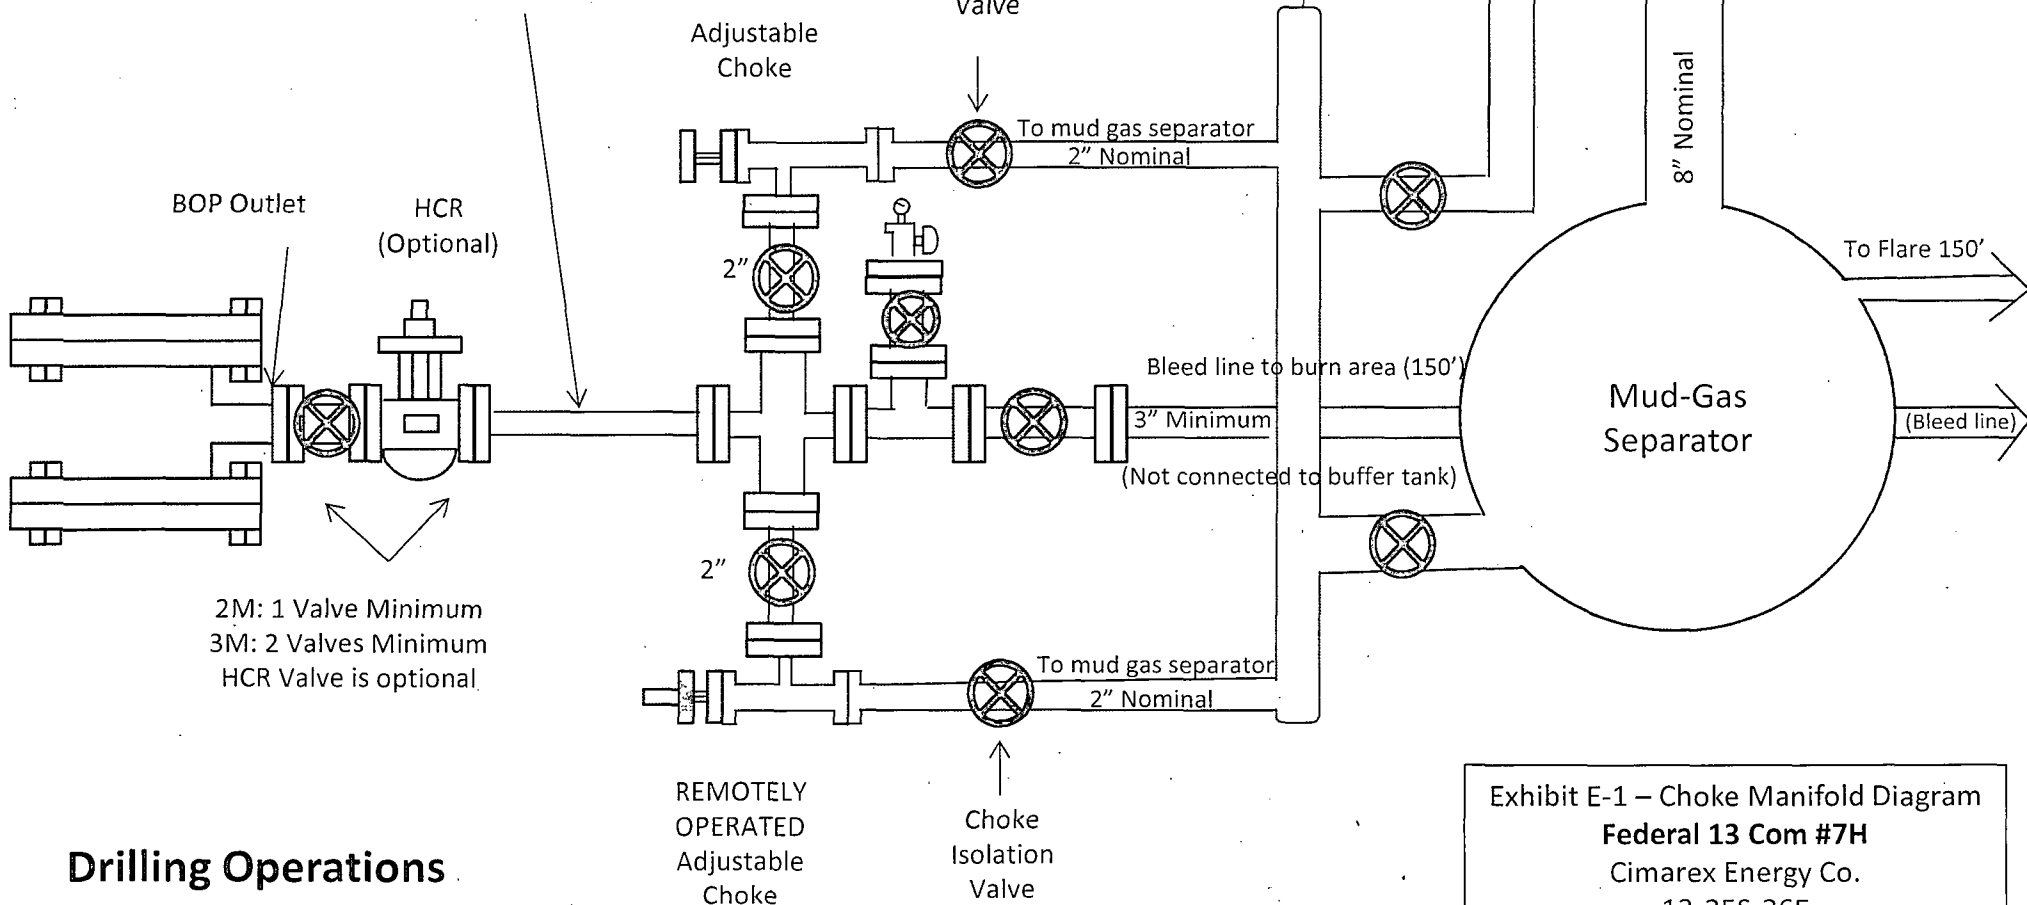 Valve
Adjustable
Choke
To mud gas separator
2” Nominal
8” Nominal
BOP Outlet
HCR
(Optional)
2”
To Flare 150’
Bleed line to burn area (150’)
3” Minimum
(Not connected to buffer tank)
Mud-Gas
Separator
(Bleed line)
2”
2M: 1 Valve Minimum
3M: 2 Valves Minimum
HCR Valve is optional
To mud gas separator
2” Nominal
REMOTELY
OPERATED
Adjustable
Choke
Choke
Isolation
Valve
Drilling Operations
Exhibit E-1 – Choke Manifold Diagram
Federal 13 Com #7H
Cimarex Energy Co.